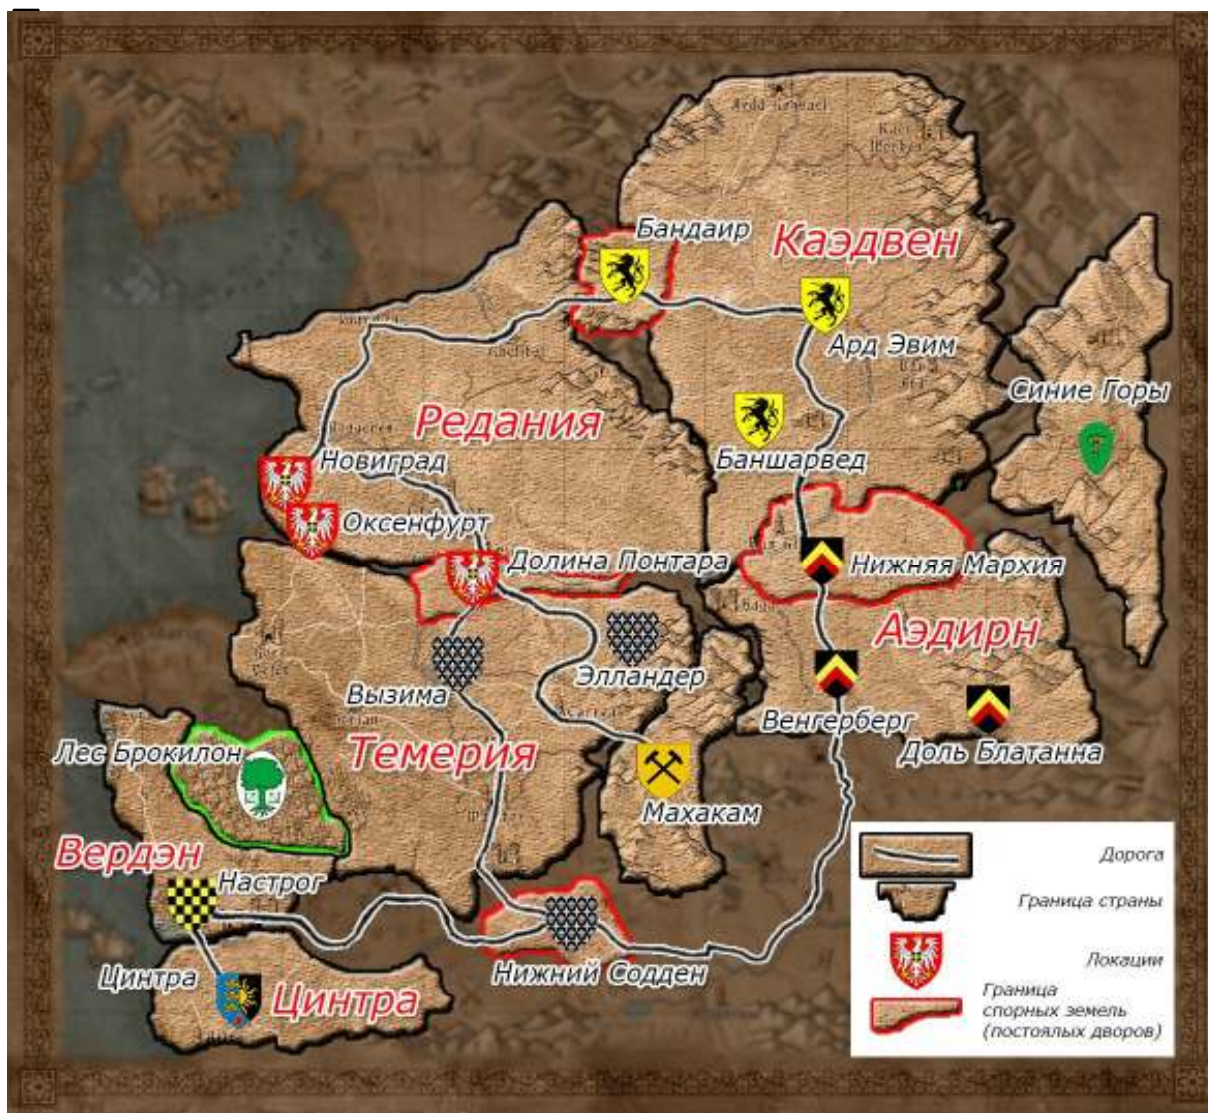 Бандаир
Каэдвен
Ард Эвим
Синие Горы
Редания
Баншарвед
Новиград
Оксенфурт
Долина Понтара
Нижняя Мархия
Аэдирн
Элландер
Вызима
Венгерберг
Доль Блатанна
Лес Брокилон
Темерия
Махакам
Вердэн
Настрог
Цинтра
Цинтра
Нижний Содден
Дорога
Граница страны
Локации
Граница
спорных земель
(постоялых дворов)